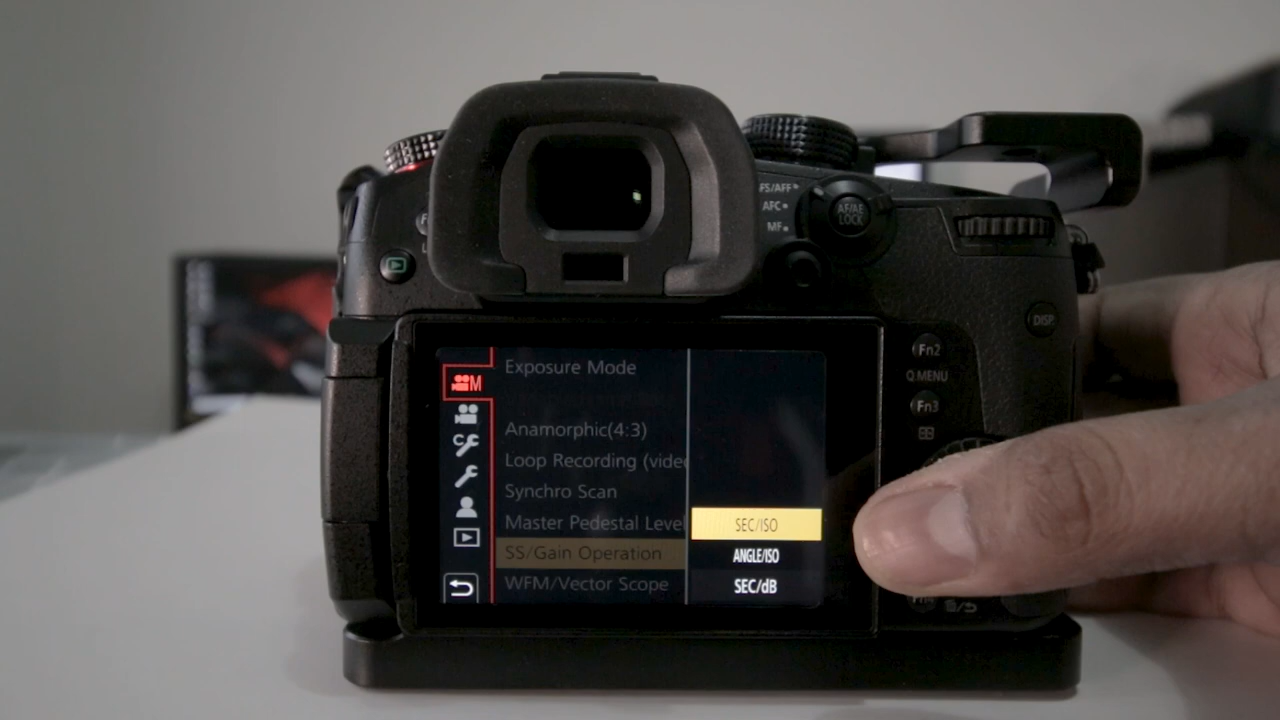 FS/AFF
AFC
MF
AF/AE
LOCK
DISP.
Fn2
Q.MENU
Fn3
M
Exposure Mode
Anamorphic(4:3)
Loop Recording (video
Synchro Scan
Master Pedestal Level
SS/Gain Operation
WFM/Vector Scope
SEC/ISO
ANGLE/ISO
SEC/dB